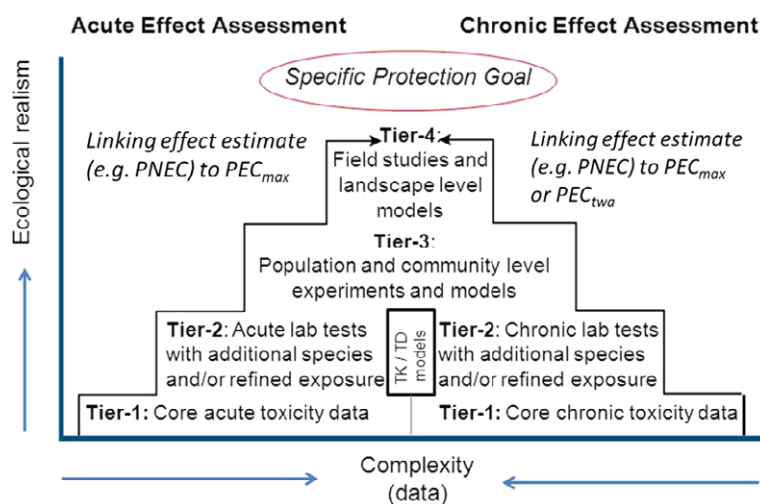 Acute Effect Assessment
Chronic Effect Assessment
Specific Protection Goal
Linking effect estimate
(e.g. PNEC) to PECmax
Linking effect estimate
(e.g. PNEC) to PECmax
or PECtwa
Tier-4:
Field studies and
landscape level
models
Tier-3:
Population and community level
experiments and models
Tier-2: Acute lab tests
with additional species
and/or refined exposure
TK / TD
models
Tier-2: Chronic lab tests
with additional species
and/or refined exposure
Tier-1: Core acute toxicity data
Tier-1: Core chronic toxicity data
Ecological realism
Complexity
(data)